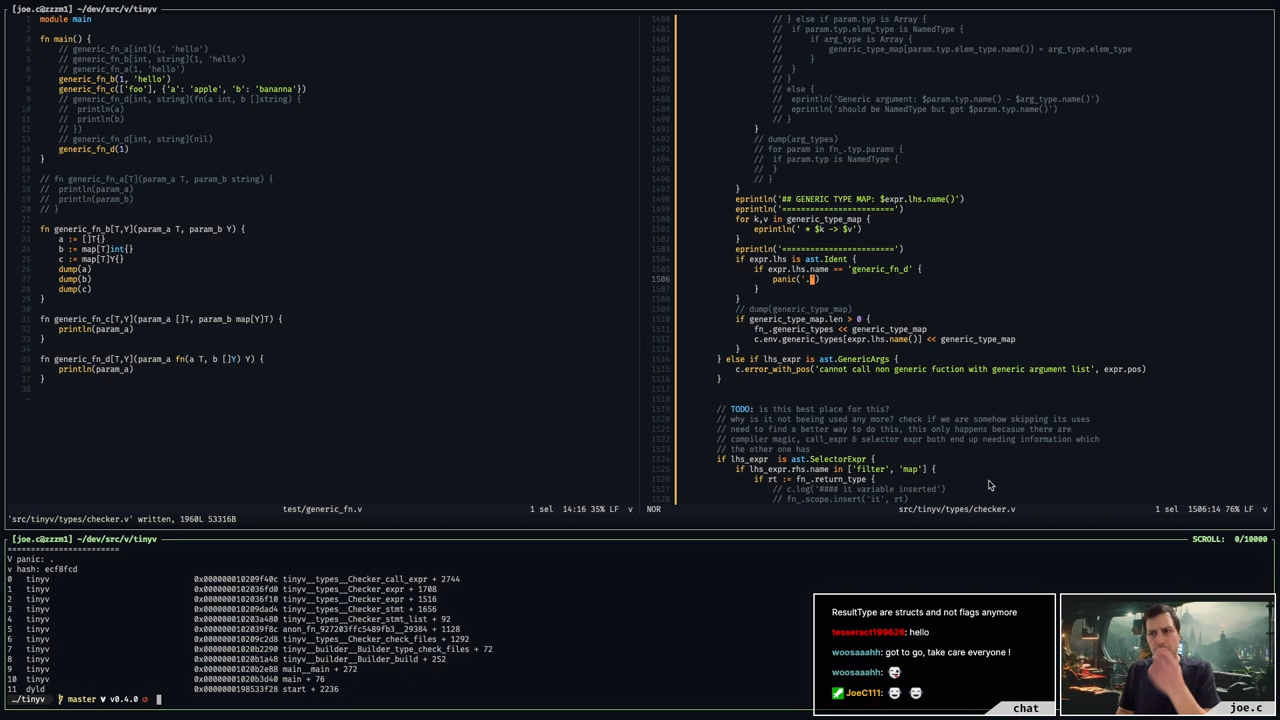 [joe.c@zzzm1] ~/dev/src/v/tinyv
1 module main
2
3 fn main() {
4 // generic_fn_a[int](1, 'hello')
5 // generic_fn_b[int, string](1, 'hello')
6 // generic_fn_a(1, 'hello')
7 generic_fn_b(1, 'hello')
8 generic_fn_c(['foo'], {'a': 'apple', 'b': 'bananna'})
9 // generic_fn_d[int, string](fn(a int, b []string) {
10 // println(a)
11 // println(b)
12 // })
13 // generic_fn_d[int, string](nil)
14 generic_fn_d(1)
15 }
16
17 // fn generic_fn_a[T](param_a T, param_b string) {
18 // println(param_a)
19 // println(param_b)
20 // }
21
22 fn generic_fn_b[T,Y](param_a T, param_b Y) {
23 a := []T{}
24 b := map[T]int{}
25 c := map[T]Y{}
26 dump(a)
27 dump(b)
28 dump(c)
29 }
30
31 fn generic_fn_c[T,Y](param_a []T, param_b map[Y]T) {
32 println(param_a)
33 }
34
35 fn generic_fn_d[T,Y](param_a fn(a T, b []Y) Y) {
36 println(param_a)
37 }
38
~
test/generic_fn.v 1 sel 14:16 35% LF v
'src/tinyv/types/checker.v' written, 1960L 53316B
1480 // } else if param.typ is Array {
1481 // if param.typ.elem_type is NamedType {
1482 // if arg_type is Array {
1483 // generic_type_map[param.typ.elem_type.name()] = arg_type.elem_type
1484 // }
1485 // }
1486 // }
1487 // else {
1488 // eprintln('Generic argument: $param.typ.name() - $arg_type.name()')
1489 // eprintln('should be NamedType but got $param.typ.name()')
1490 // }
1491 }
1492 // dump(arg_types)
1493 // for param in fn_.typ.params {
1494 // if param.typ is NamedType {
1495 // }
1496 // }
1497 }
1498 eprintln('## GENERIC TYPE MAP: $expr.lhs.name()')
1499 eprintln('========================')
1500 for k,v in generic_type_map {
1501 eprintln(' * $k -> $v')
1502 }
1503 eprintln('========================')
1504 if expr.lhs is ast.Ident {
1505 if expr.lhs.name == 'generic_fn_d' {
1506 panic('.')
1507 }
1508 }
1509 // dump(generic_type_map)
1510 if generic_type_map.len > 0 {
1511 fn_.generic_types << generic_type_map
1512 c.env.generic_types[expr.lhs.name()] << generic_type_map
1513 }
1514 } else if lhs_expr is ast.GenericArgs {
1515 c.error_with_pos('cannot call non generic fuction with generic argument list', expr.pos)
1516 }
1517
1518
1519 // TODO: is this best place for this?
1520 // why is it not beeing used any more? check if we are somehow skipping its uses
1521 // need to find a better way to do this, this only happens becasue there are
1522 // compiler magic, call_expr & selector expr both end up needing information which
1523 // the other one has
1524 if lhs_expr is ast.SelectorExpr {
1525 if lhs_expr.rhs.name in ['filter', 'map'] {
1526 if rt := fn_.return_type {
1527 // c.log('#### it variable inserted')
1528 // fn_.scope.insert('it', rt)
NOR src/tinyv/types/checker.v 1 sel 1506:14 76% LF v
[joe.c@zzzm1] ~/dev/src/v/tinyv SCROLL: 0/10000
========================
V panic: .
v hash: ecf8fcd
0 tinyv 0x000000010209f40c tinyv__types__Checker_call_expr + 2744
1 tinyv 0x0000000102036fd0 tinyv__types__Checker_expr + 1708
2 tinyv 0x0000000102036f10 tinyv__types__Checker_expr + 1516
3 tinyv 0x000000010209dad4 tinyv__types__Checker_stmt + 1656
4 tinyv 0x000000010203a480 tinyv__types__Checker_stmt_list + 92
5 tinyv 0x0000000102039f8c anon_fn_927203ffc5489fb3__29384 + 1128
6 tinyv 0x000000010209c2d8 tinyv__types__Checker_check_files + 1292
7 tinyv 0x00000001020b2290 tinyv__builder__Builder_type_check_files + 72
8 tinyv 0x00000001020b1a48 tinyv__builder__Builder_build + 252
9 tinyv 0x00000001020b2e88 main__main + 272
10 tinyv 0x00000001020b3d40 main + 76
11 dyld 0x0000000198533f28 start + 2236
…/tinyv master v v0.4.0
ResultType are structs and not flags anymore
tesseract199626: hello
woosaaahh: got to go, take care everyone !
woosaaahh:
JoeC111:
chat
joe.c